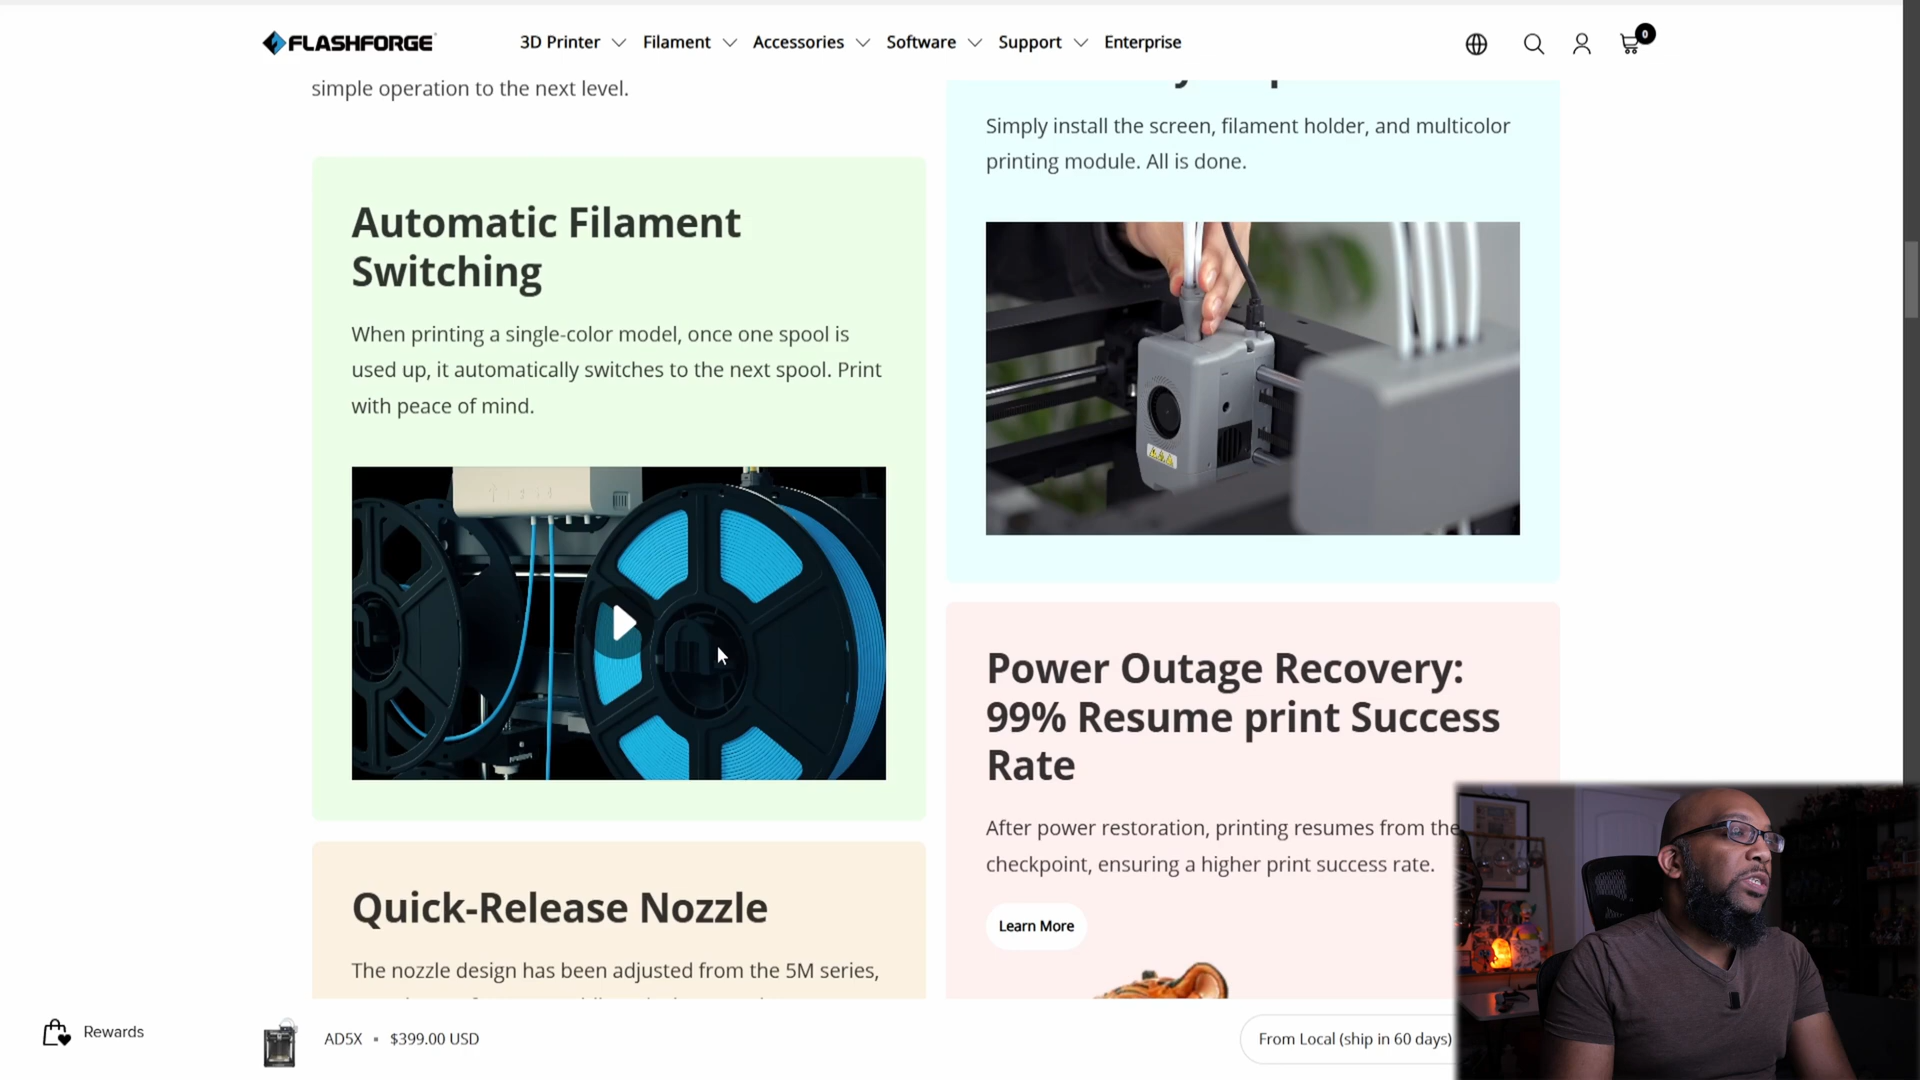 FLASHFORGE
3D Printer
Filament
Accessories
Software
Support
Enterprise
0
simple operation to the next level.
Simply install the screen, filament holder, and multicolor
printing module. All is done.
Automatic Filament
Switching
When printing a single-color model, once one spool is
used up, it automatically switches to the next spool. Print
with peace of mind.
Power Outage Recovery:
99% Resume print Success
Rate
After power restoration, printing resumes from the
checkpoint, ensuring a higher print success rate.
Learn More
Quick-Release Nozzle
The nozzle design has been adjusted from the 5M series,
Rewards
AD5X
$399.00 USD
From Local (ship in 60 days)